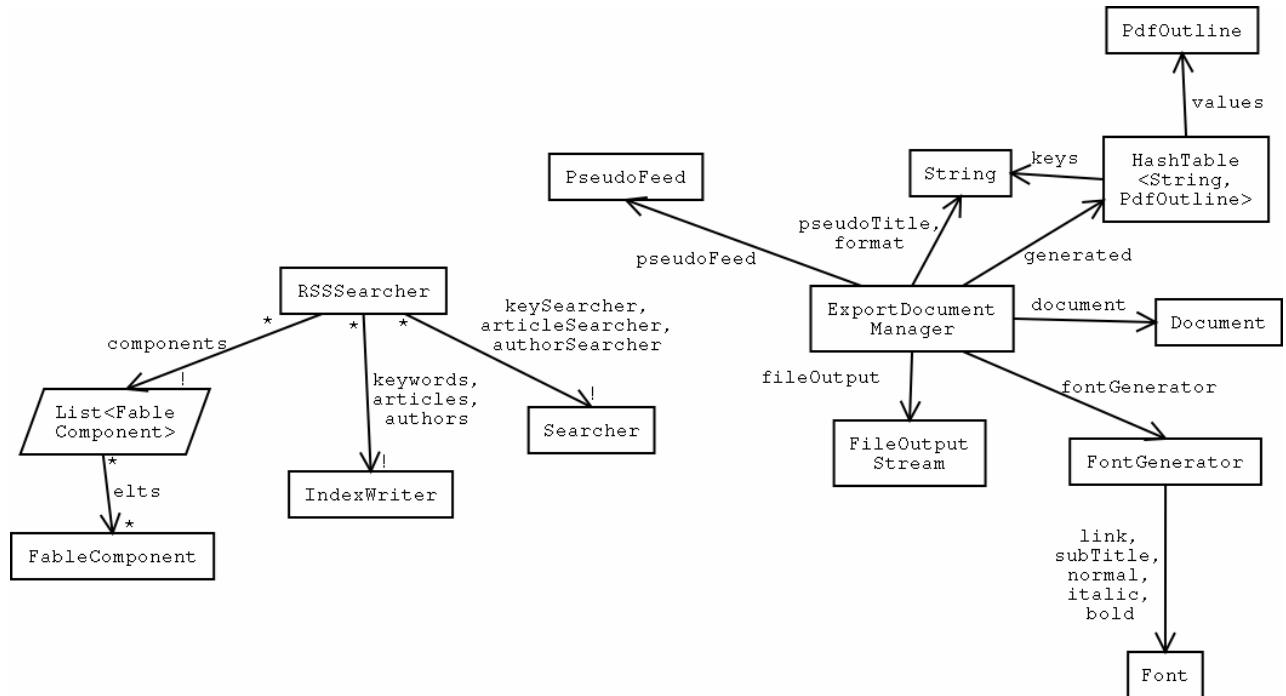 PdfOutline
values
HashTable
<String,
PdfOutline>
keys
String
PseudoFeed
pseudoTitle,
format
generated
pseudoFeed
RSSSearcher
*
*
*
components
!
keySearcher,
articleSearcher,
authorSearcher
!
Searcher
keywords,
articles,
authors
!
IndexWriter
List<Fable
Component>
*
elts
*
FableComponent
ExportDocument
Manager
document
Document
fileOutput
FileOutput
Stream
fontGenerator
FontGenerator
link,
subTitle,
normal,
italic,
bold
Font